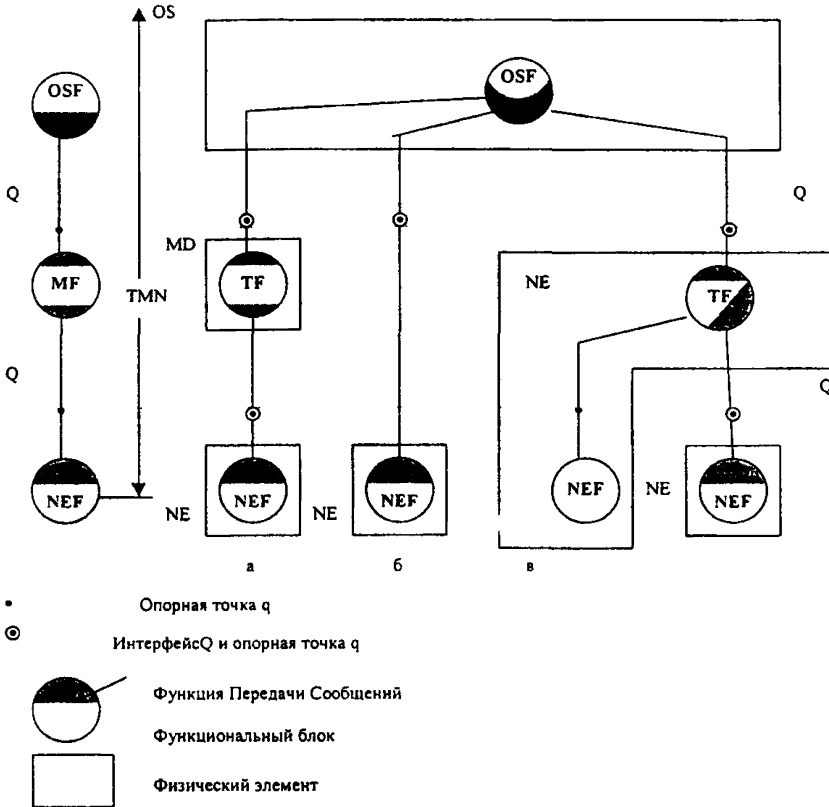 OS
OSF
OSF
Q
Q
MD
MF
TMN
TF
NE
TF
Q
Q
NEF
NE
NEF
NE
NEF
NEF
NE
NEF
а
б
в
Опорная точка q
ИнтерфейсQ и опорная точка q
Функция Передачи Сообщений
Функциональный блок
Физический элемент